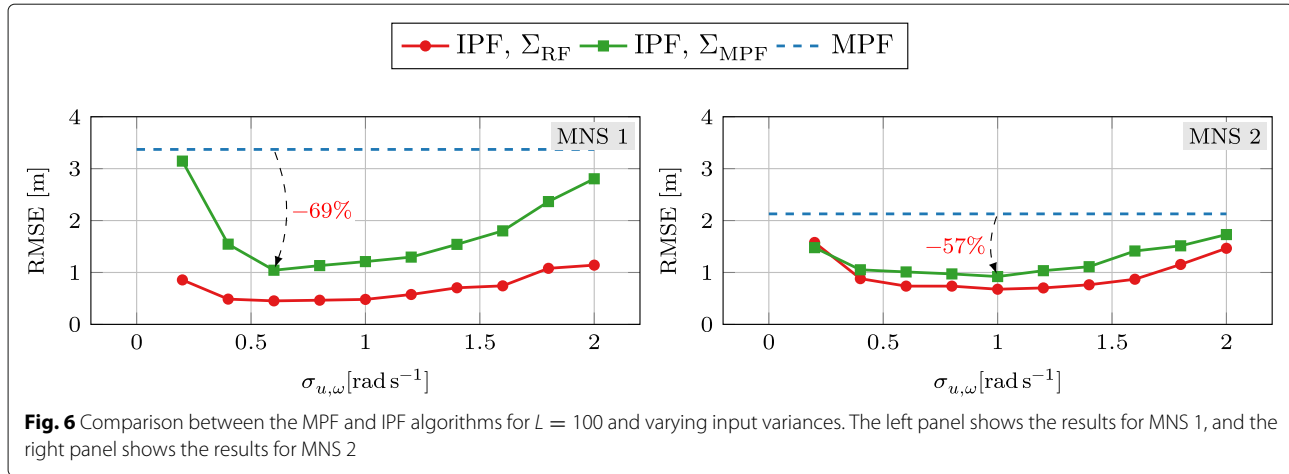 IPF, Σ_RF IPF, Σ_MPF MPF
MNS 1
RMSE [m]
4
3
2
1
0
−69%
0 0.5 1 1.5 2
σ_{u,ω}[rad s⁻¹]
MNS 2
RMSE [m]
4
3
2
1
0
−57%
0 0.5 1 1.5 2
σ_{u,ω}[rad s⁻¹]
Fig. 6 Comparison between the MPF and IPF algorithms for L = 100 and varying input variances. The left panel shows the results for MNS 1, and the
right panel shows the results for MNS 2